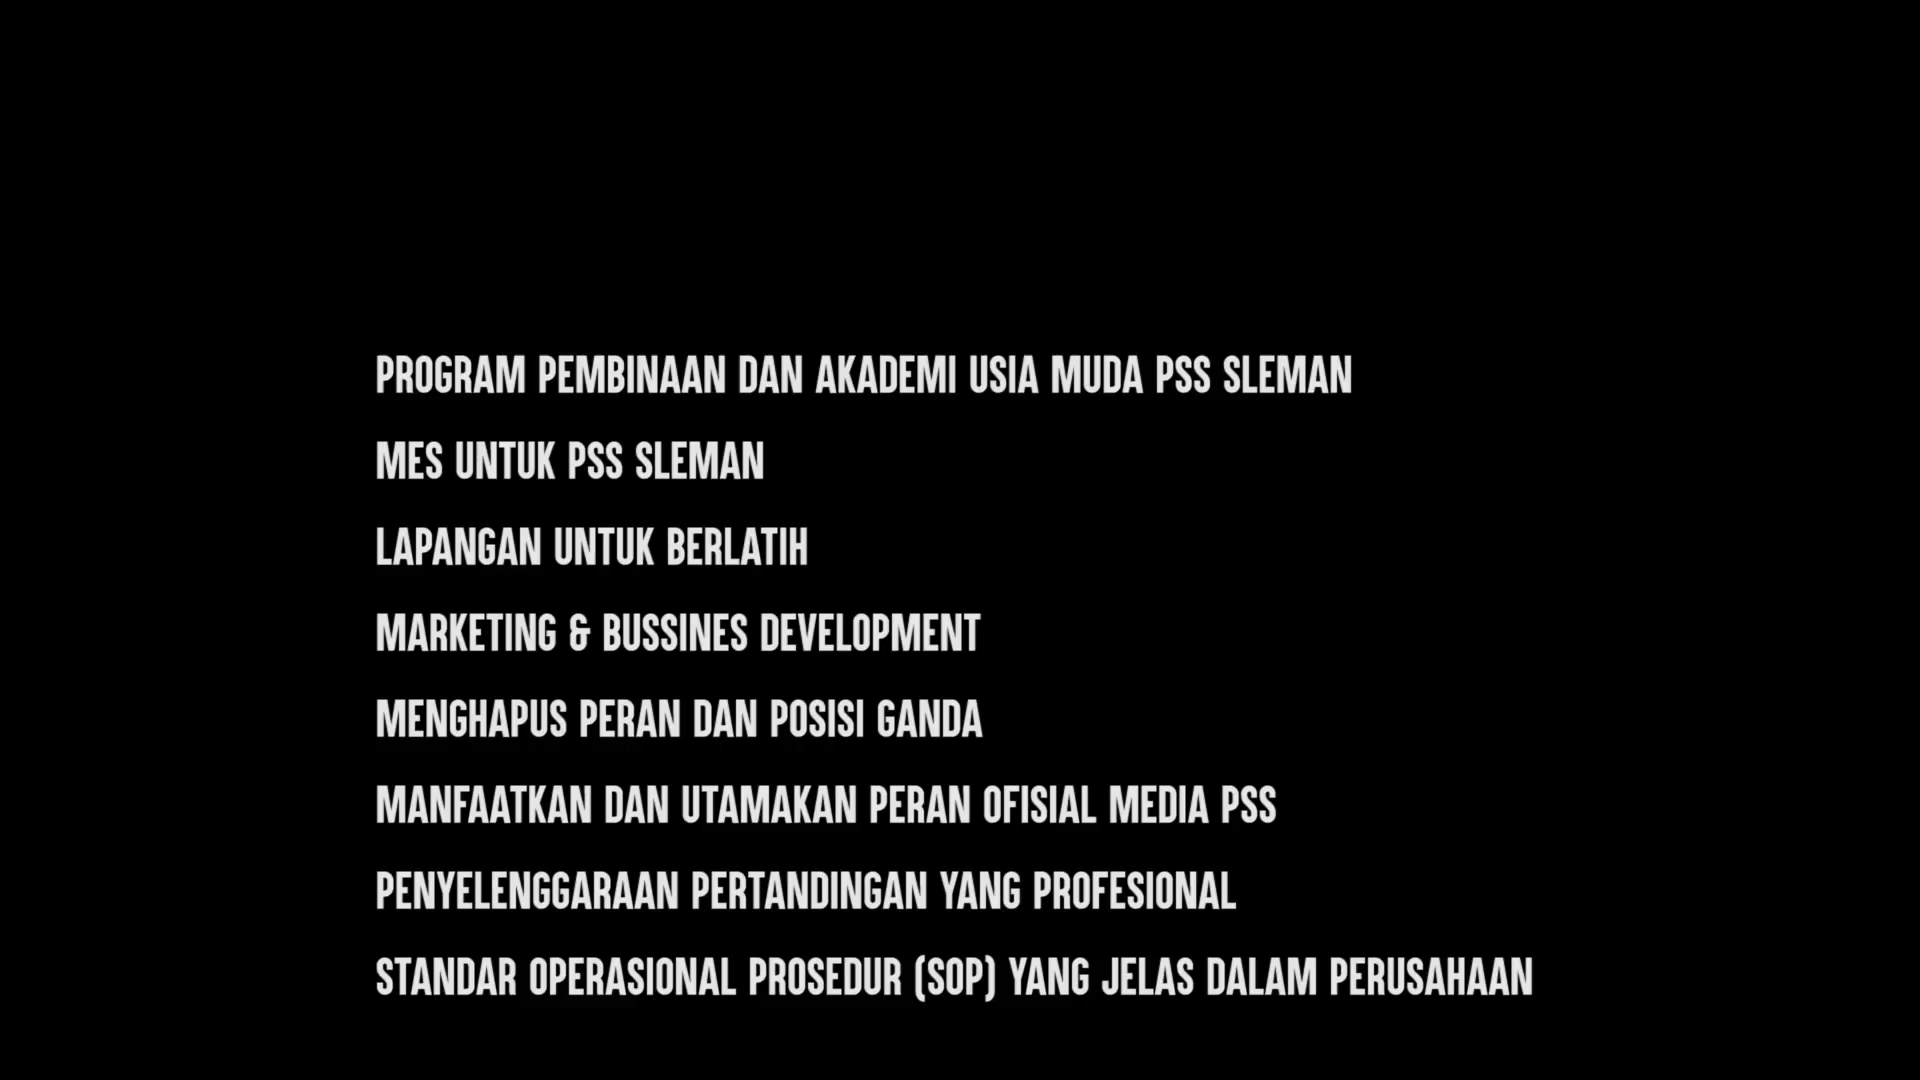 PROGRAM PEMBINAAN DAN AKADEMI USIA MUDA PSS SLEMAN
MES UNTUK PSS SLEMAN
LAPANGAN UNTUK BERLATIH
MARKETING & BUSSINES DEVELOPMENT
MENGHAPUS PERAN DAN POSISI GANDA
MANFAATKAN DAN UTAMAKAN PERAN OFISIAL MEDIA PSS
PENYELENGGARAAN PERTANDINGAN YANG PROFESIONAL
STANDAR OPERASIONAL PROSEDUR (SOP) YANG JELAS DALAM PERUSAHAAN